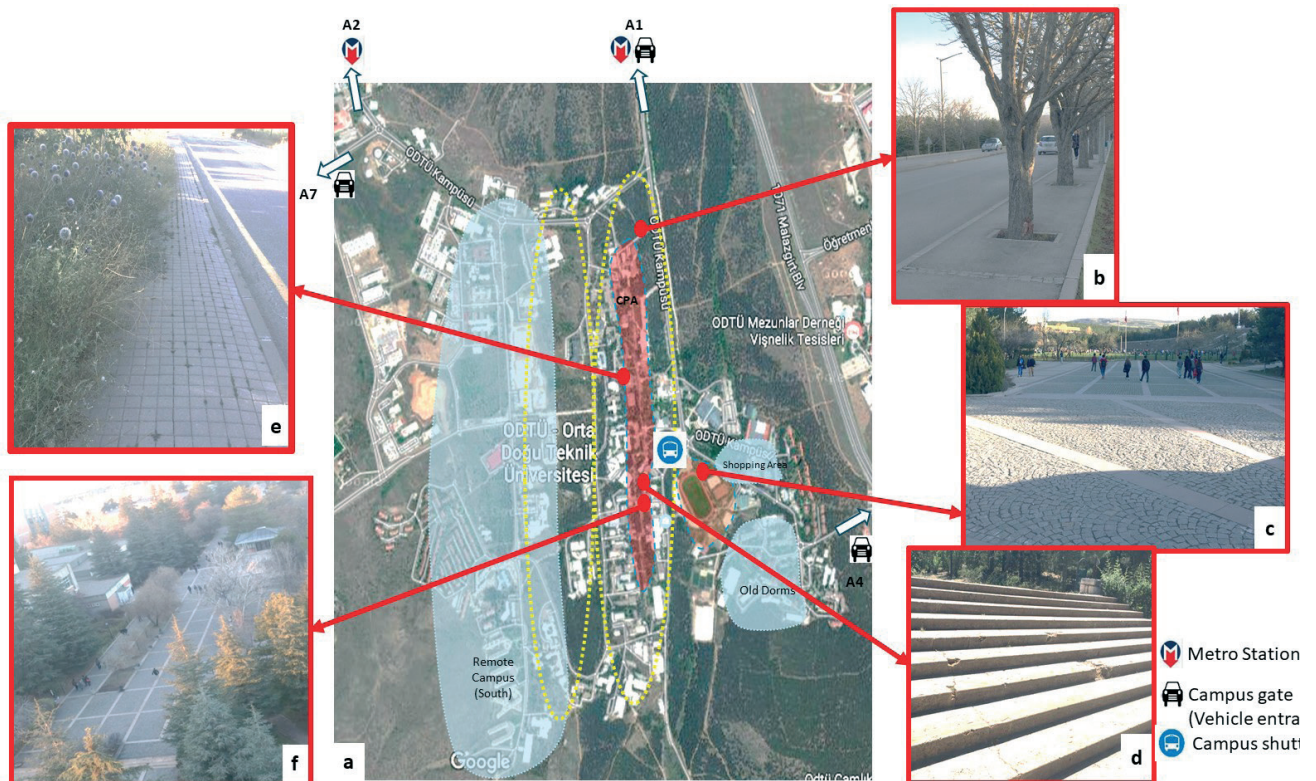 A2
A1
A7
ODTÜ Kampüsü
ODTÜ Kampüsü
1071 Malazgirt Blv
Öğretmen
CPA
ODTÜ Mezunlar Derneği
Vişnelik Tesisleri
ODTÜ - Orta
Doğu Teknik
Üniversitesi
ODTÜ Kampüsü
Shopping Area
Old Dorms
A4
Remote
Campus
(South)
Google
ODTÜ Çamlık
a
b
c
d
e
f
Metro Station
Campus gate
(Vehicle entra
Campus shutt